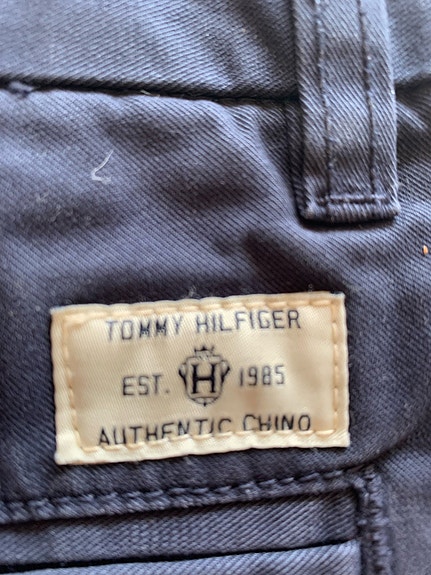 TOMMY HILFIGER
EST. H 1985
AUTHENTIC CHINO